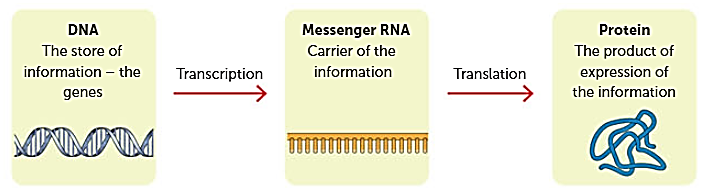 DNA
The store of
information – the
genes
Transcription
Messenger RNA
Carrier of the
information
Translation
Protein
The product of
expression of
the information